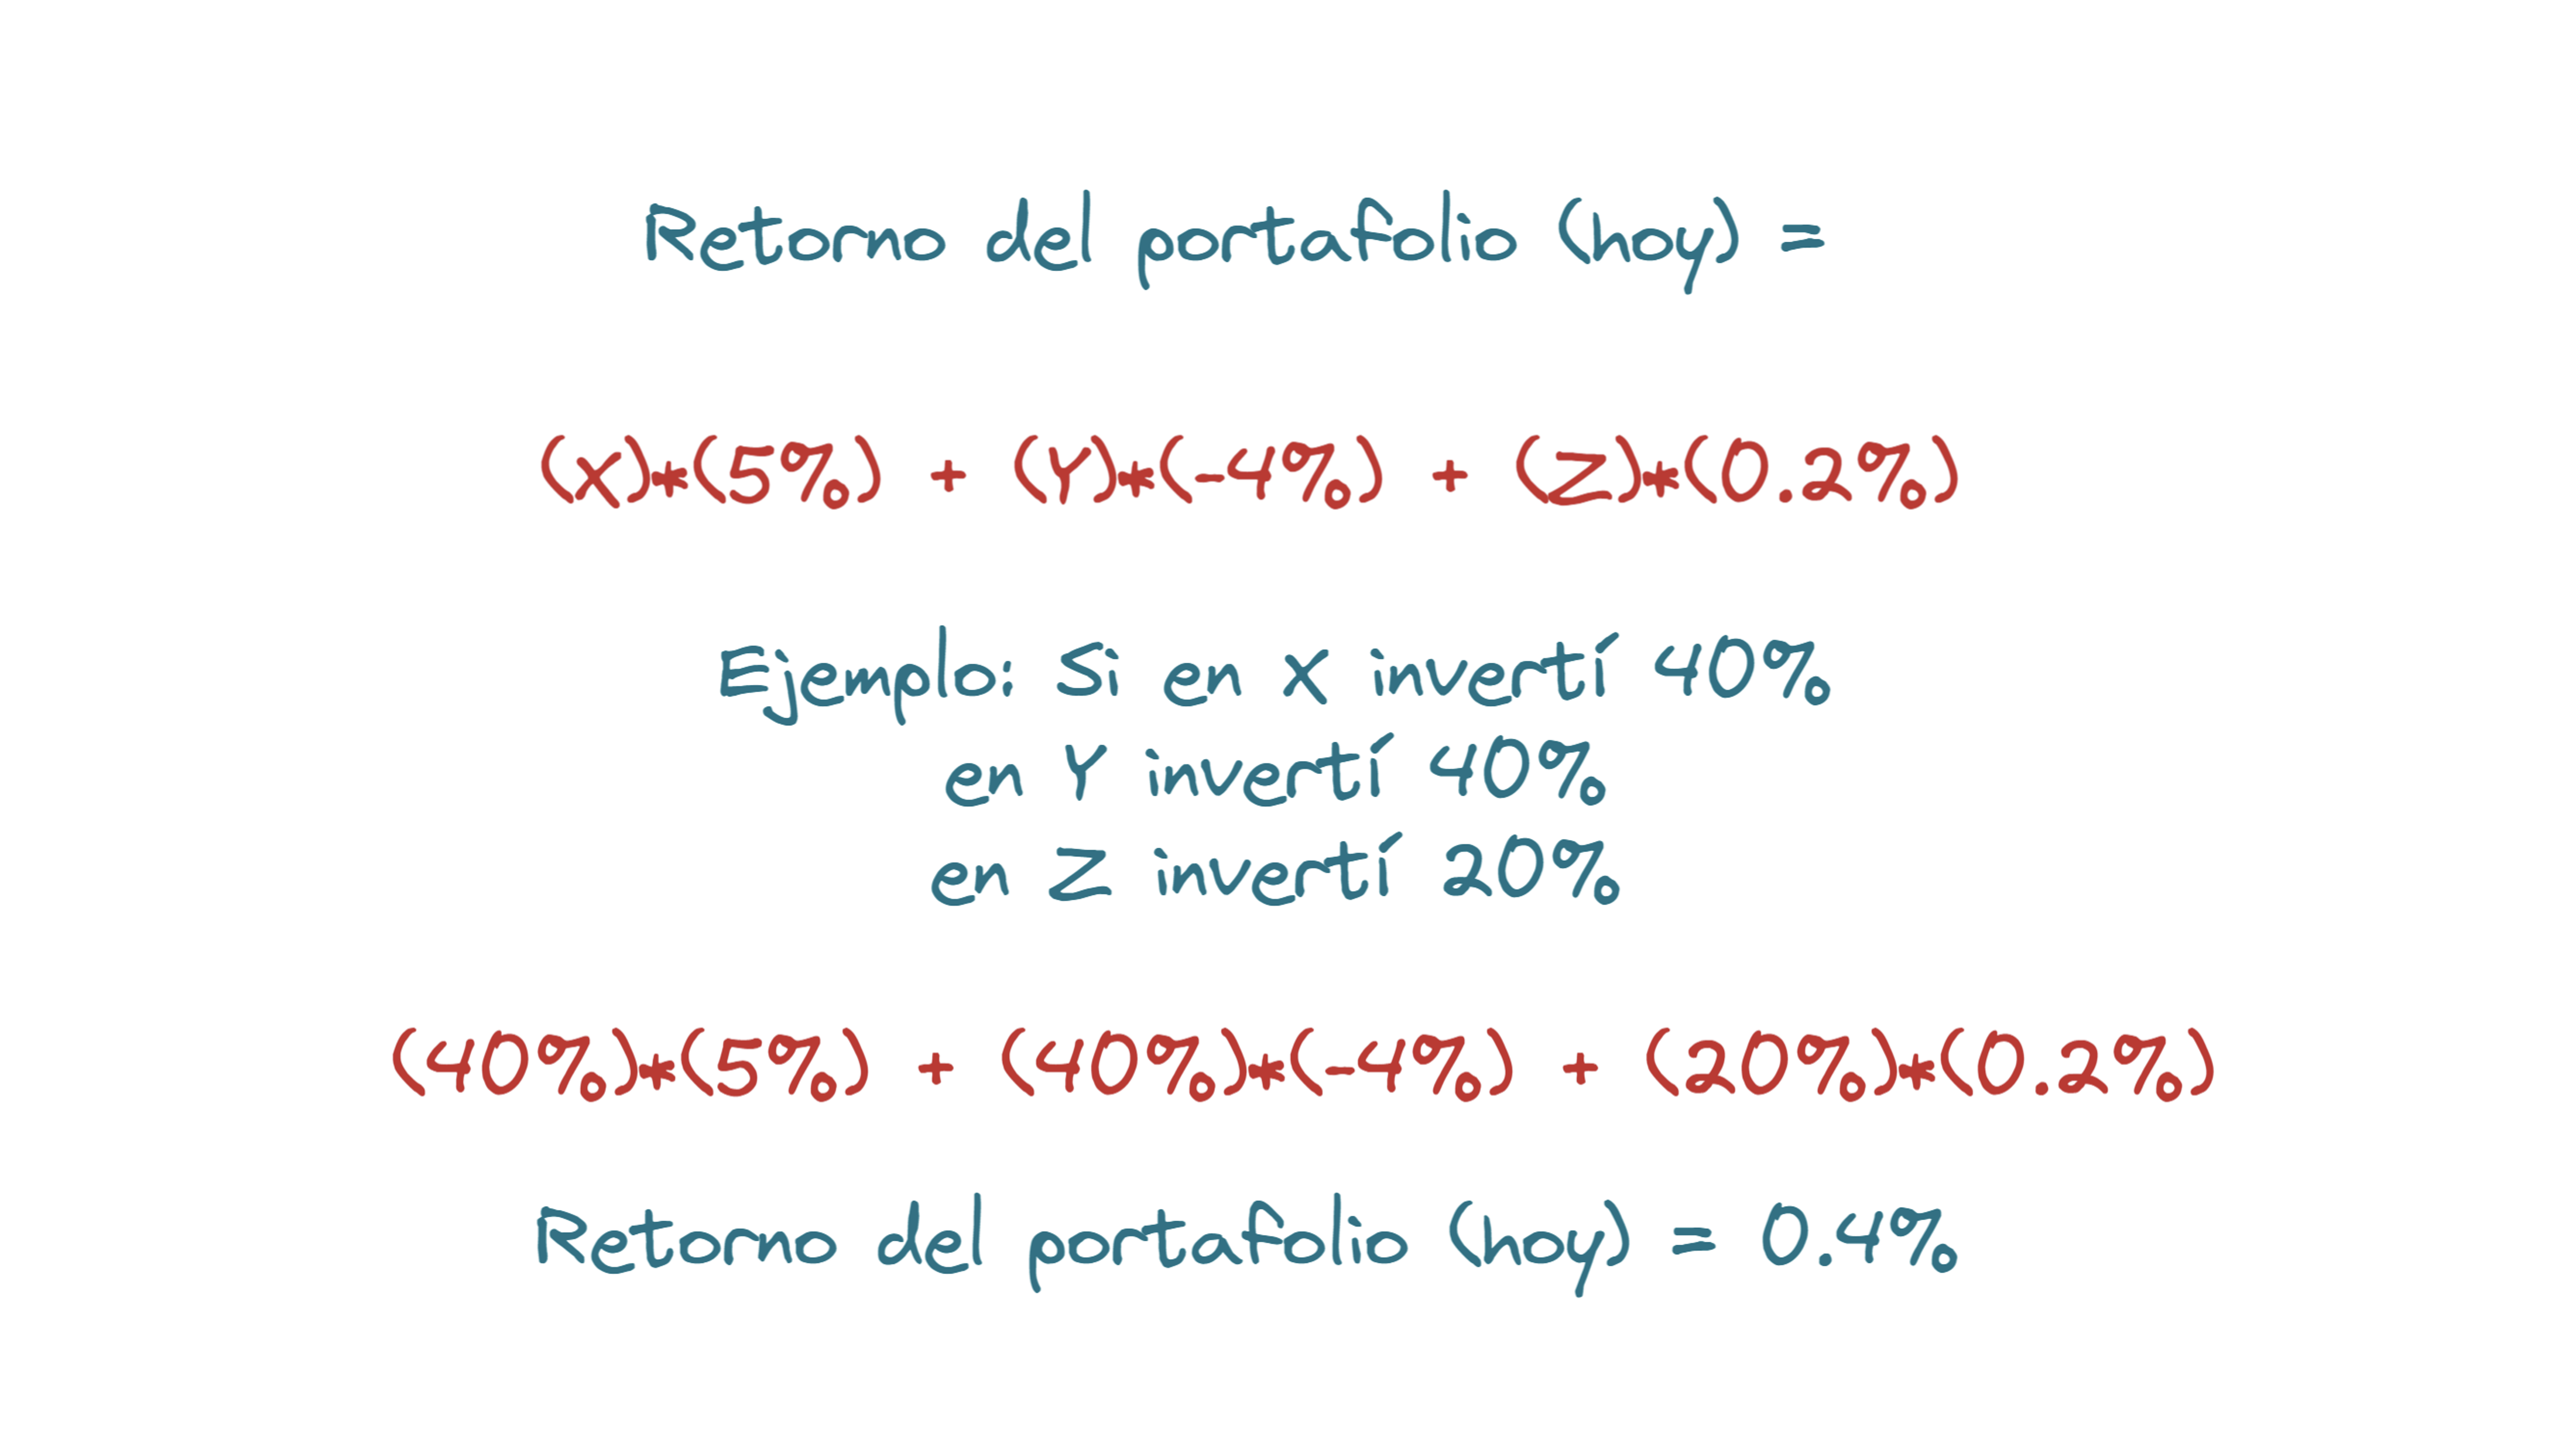 Retorno del portafolio (hoy) =
(X)*(5%) + (Y)*(-4%) + (Z)*(0.2%)
Ejemplo: Si en X invertí 40%
en Y invertí 40%
en Z invertí 20%
(40%)*(5%) + (40%)*(-4%) + (20%)*(0.2%)
Retorno del portafolio (hoy) = 0.4%